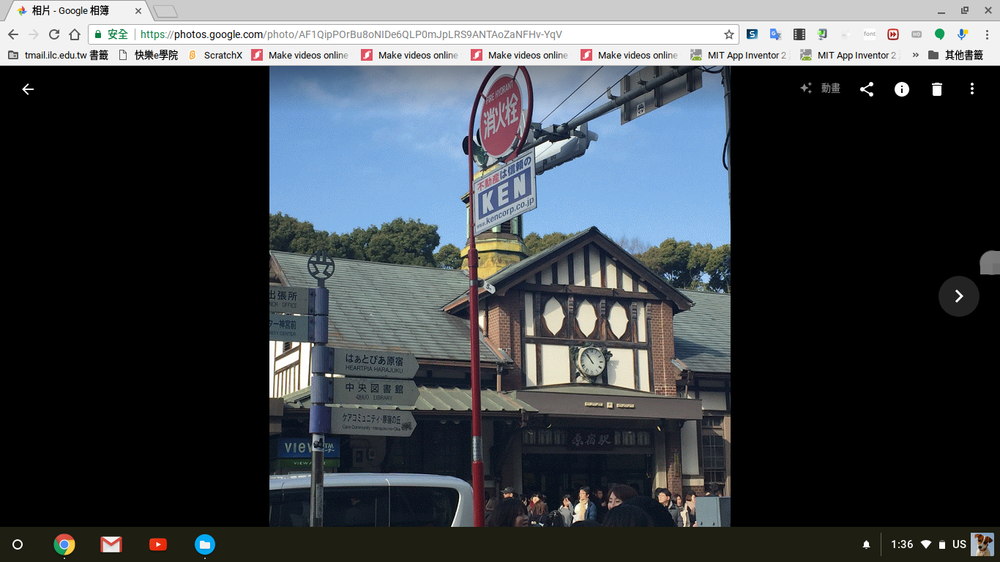 相片 - Google 相簿
安全
https://photos.google.com/photo/AF1QipPOrBu8oNIDe6QLP0mJpLRS9ANTAoZaNFHv-YqV
S
font
HD
tmail.ilc.edu.tw 書籤
快樂e學院
ScratchX
Make videos online
Make videos online
Make videos online
Make videos online
MIT App Inventor 2
MIT App Inventor 2
»
其他書籤
動畫
FIRE HYDRANT
消火栓
不動産は信頼の
KEN
www.kencorp.co.jp
出張所
OFFICE
ター神宮前
CENTER
はぁとぴあ原宿
HEARTPIA HARAJUKU
中央図書館
CHUO LIBRARY
ケアコミュニティ・原宿の丘
Care Community · Harajuku-no-Oka
VIEW
VIEW
原宿駅
1:36
US